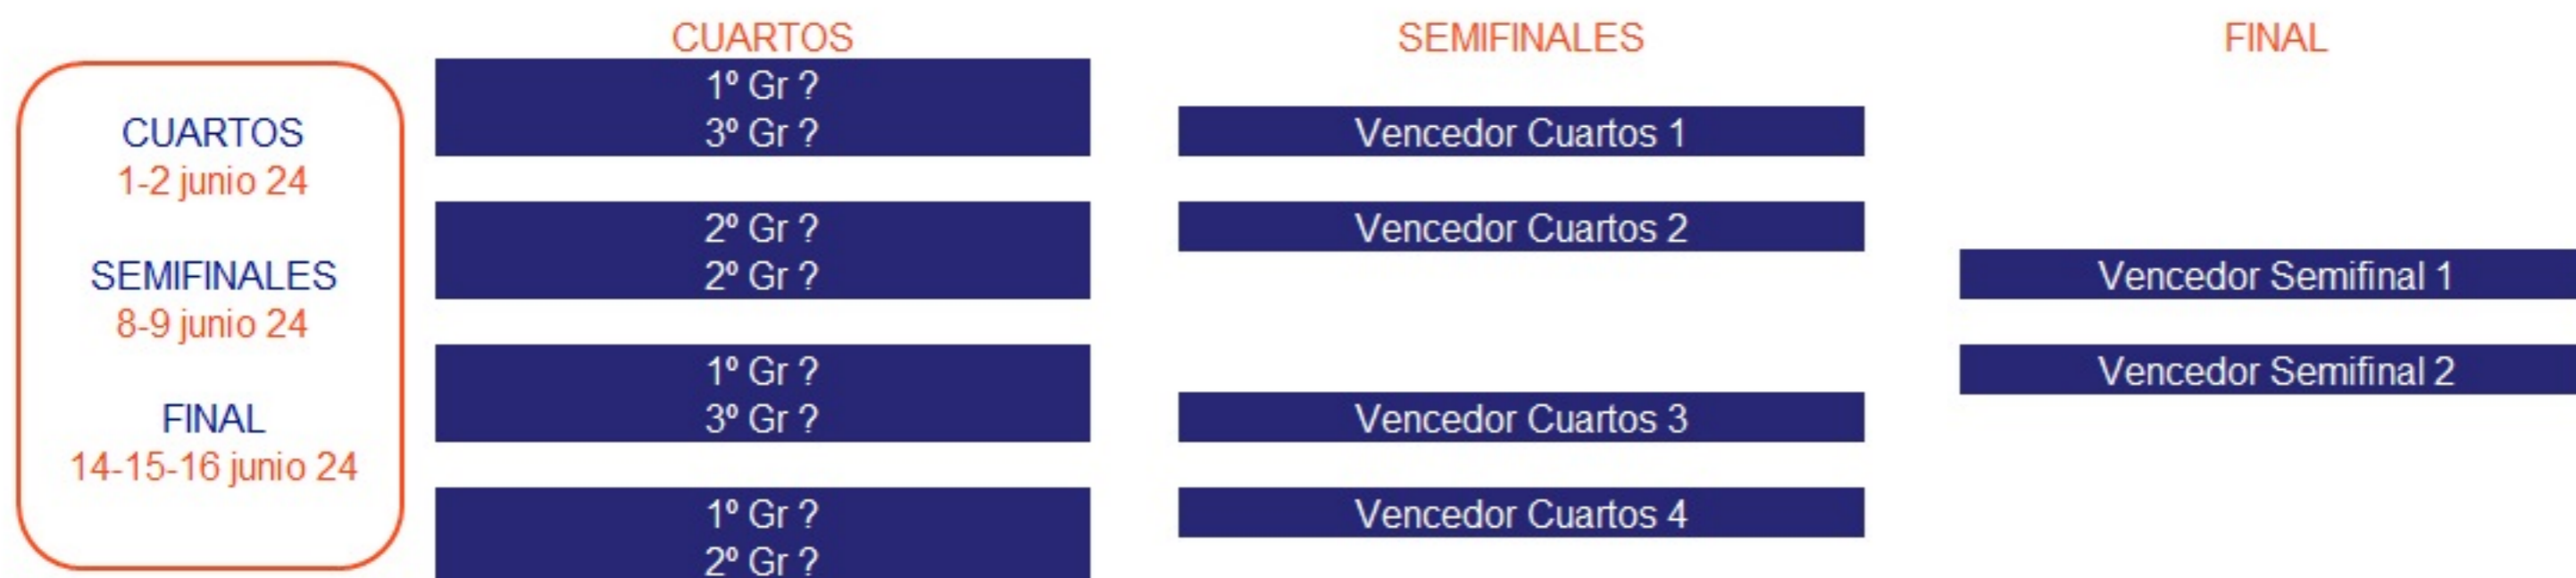 CUARTOS
1-2 junio 24
SEMIFINALES
8-9 junio 24
FINAL
14-15-16 junio 24
CUARTOS
1º Gr ?
3º Gr ?
2º Gr ?
2º Gr ?
1º Gr ?
3º Gr ?
1º Gr ?
2º Gr ?
SEMIFINALES
Vencedor Cuartos 1
Vencedor Cuartos 2
Vencedor Cuartos 3
Vencedor Cuartos 4
FINAL
Vencedor Semifinal 1
Vencedor Semifinal 2